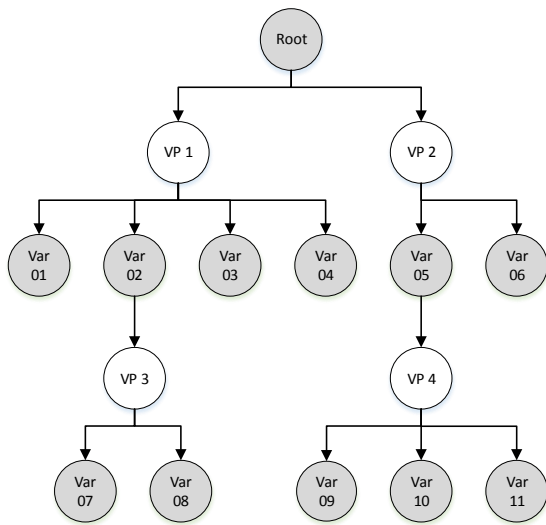 Root
VP 1
VP 2
Var
01
Var
02
Var
03
Var
04
Var
05
Var
06
VP 3
VP 4
Var
07
Var
08
Var
09
Var
10
Var
11